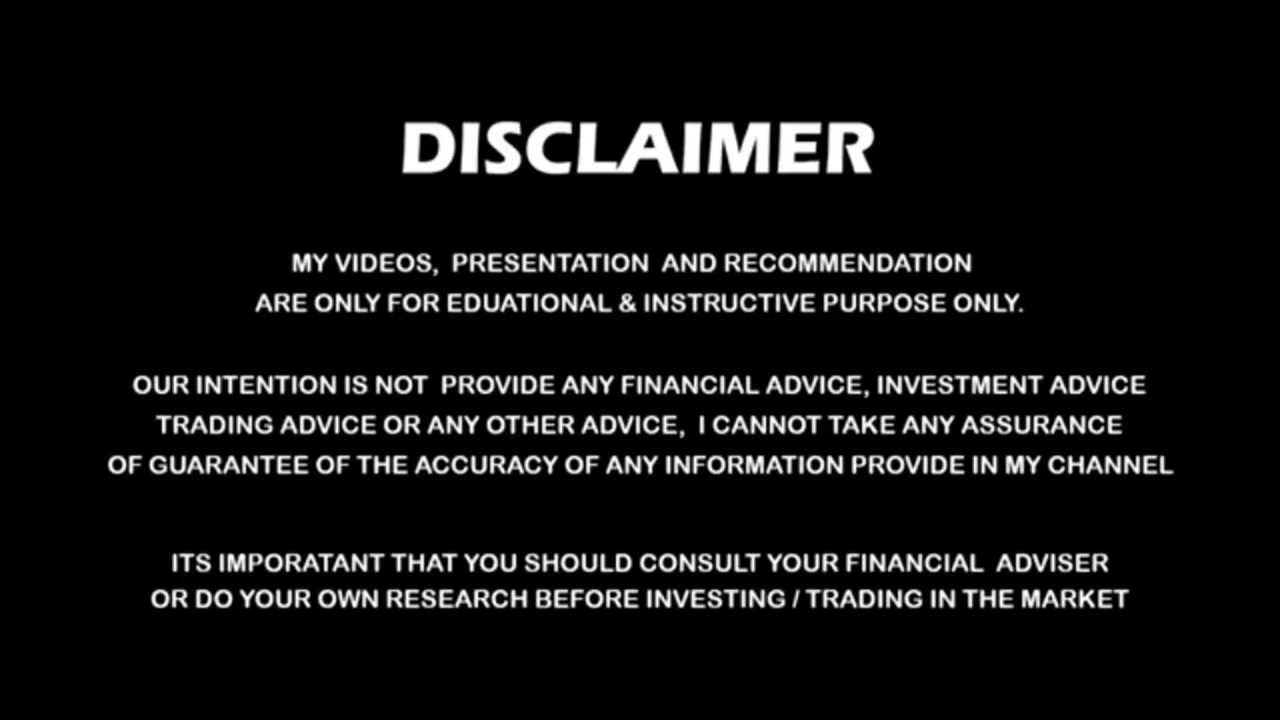 DISCLAIMER
MY VIDEOS, PRESENTATION AND RECOMMENDATION
ARE ONLY FOR EDUATIONAL & INSTRUCTIVE PURPOSE ONLY.
OUR INTENTION IS NOT PROVIDE ANY FINANCIAL ADVICE, INVESTMENT ADVICE
TRADING ADVICE OR ANY OTHER ADVICE, I CANNOT TAKE ANY ASSURANCE
OF GUARANTEE OF THE ACCURACY OF ANY INFORMATION PROVIDE IN MY CHANNEL
ITS IMPORATANT THAT YOU SHOULD CONSULT YOUR FINANCIAL ADVISER
OR DO YOUR OWN RESEARCH BEFORE INVESTING / TRADING IN THE MARKET